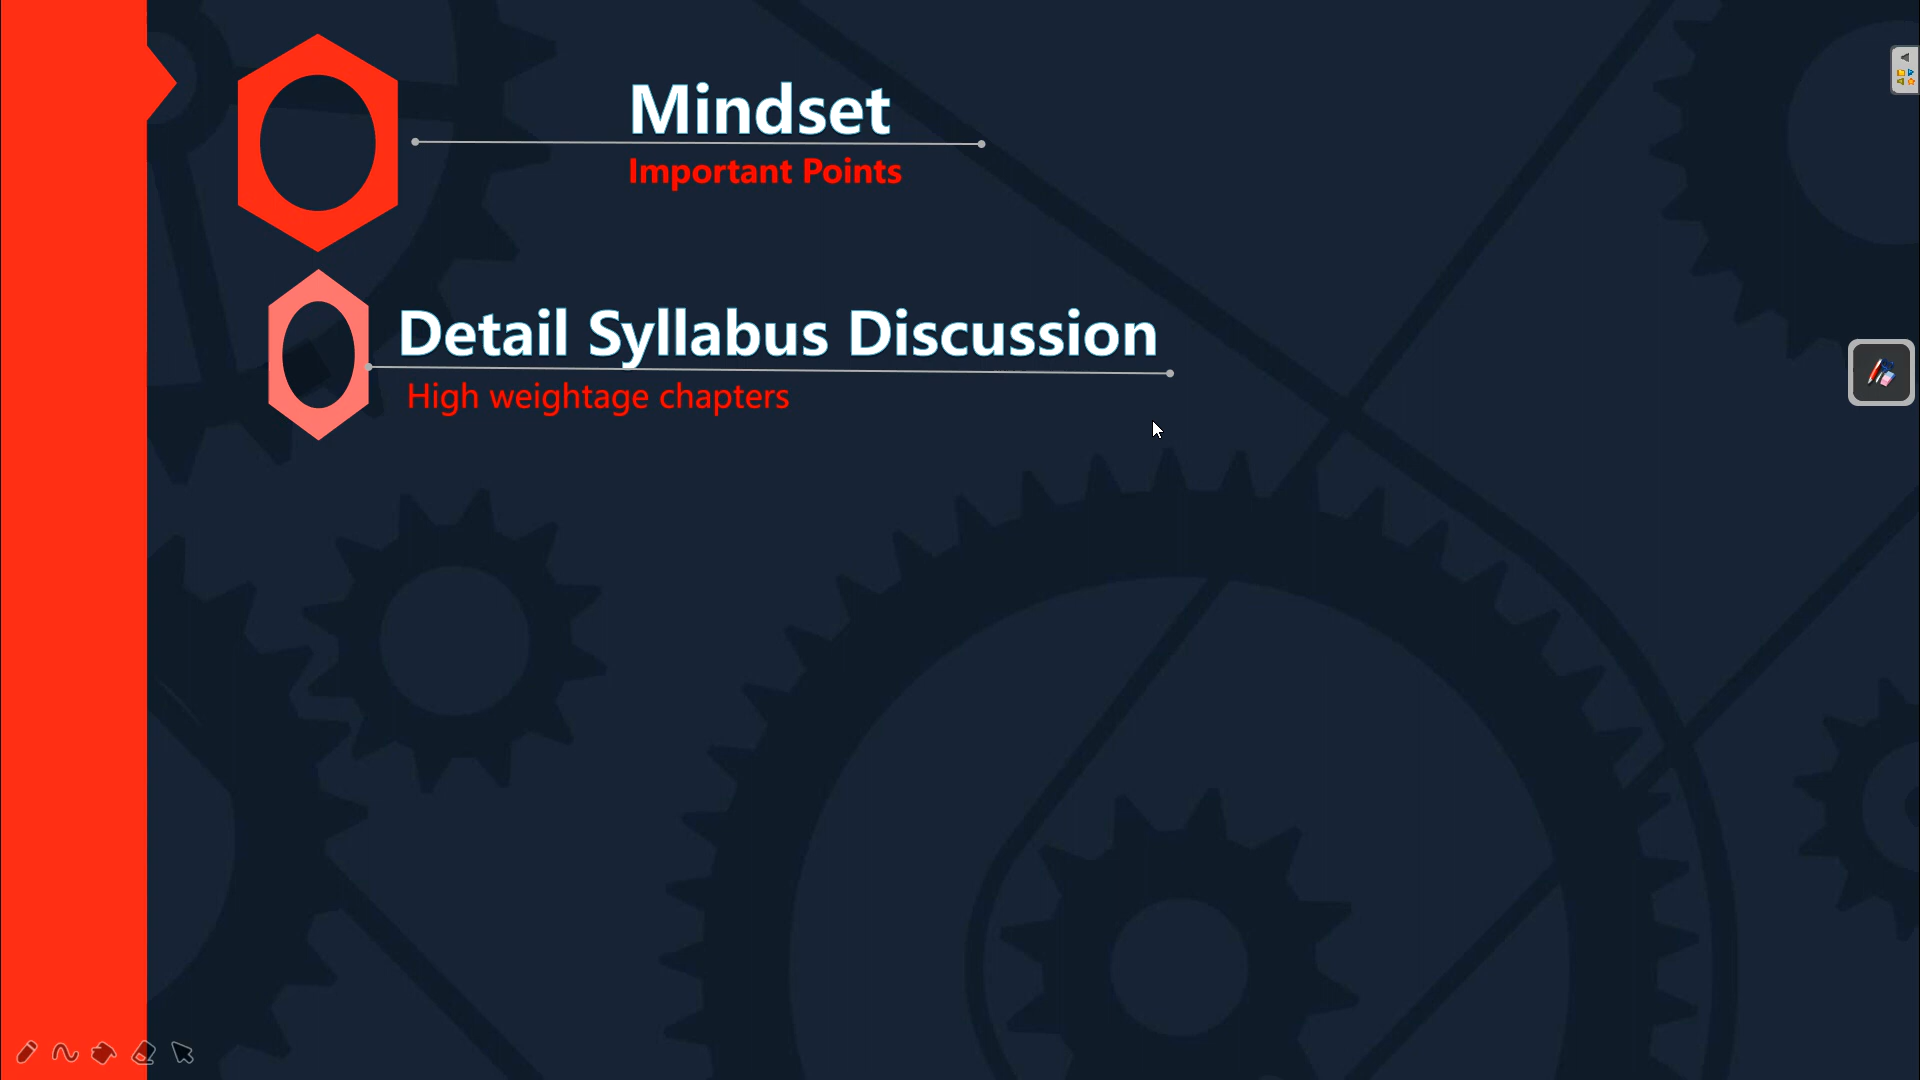 Mindset
Important Points
Detail Syllabus Discussion
High weightage chapters